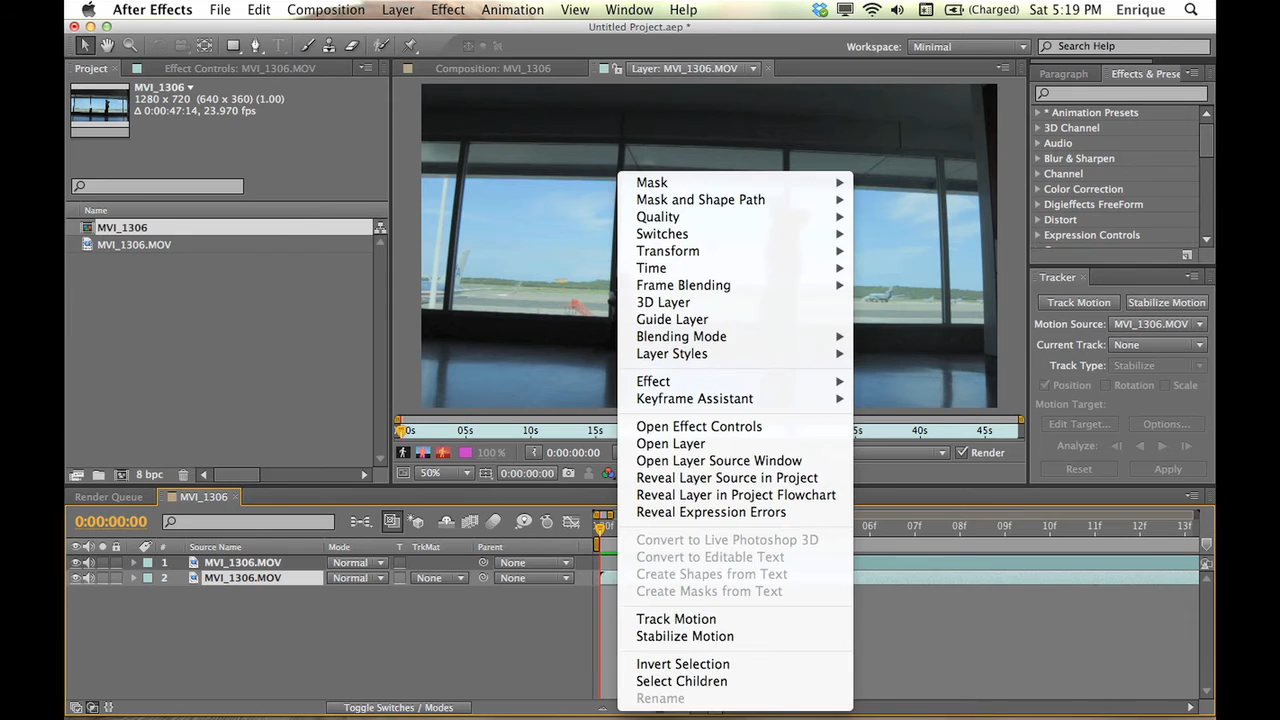 After Effects File Edit Composition Layer Effect Animation View Window Help (Charged) Sat 5:19 PM Enrique
Untitled Project.aep *
Workspace: Minimal Search Help
Project Effect Controls: MVI_1306.MOV Composition: MVI_1306 Layer: MVI_1306.MOV Paragraph Effects & Prese
MVI_1306
1280 x 720 (640 x 360) (1.00)
Δ 0:00:47:14, 23.970 fps
Name
MVI_1306
MVI_1306.MOV
8 bpc
* Animation Presets
3D Channel
Audio
Blur & Sharpen
Channel
Color Correction
Digieffects FreeForm
Distort
Expression Controls
Tracker
Track Motion Stabilize Motion
Motion Source: MVI_1306.MOV
Current Track: None
Track Type: Stabilize
Position Rotation Scale
Motion Target:
Edit Target... Options...
Analyze:
Reset Apply
Mask
Mask and Shape Path
Quality
Switches
Transform
Time
Frame Blending
3D Layer
Guide Layer
Blending Mode
Layer Styles
Effect
Keyframe Assistant
Open Effect Controls
Open Layer
Open Layer Source Window
Reveal Layer Source in Project
Reveal Layer in Project Flowchart
Reveal Expression Errors
Convert to Live Photoshop 3D
Convert to Editable Text
Create Shapes from Text
Create Masks from Text
Track Motion
Stabilize Motion
Invert Selection
Select Children
Rename
05s 10s 15s 45s
100 % 0:00:00:00 Render
50% 0:00:00:00
Render Queue MVI_1306
0:00:00:00
06f 07f 08f 09f 10f 11f 12f 13f
# Source Name Mode T TrkMat Parent
1 MVI_1306.MOV Normal None
2 MVI_1306.MOV Normal None None
Toggle Switches / Modes